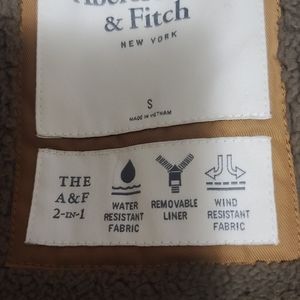 & Fitch
NEW YORK
S
MADE IN VIETNAM
THE
A&F
2-IN-1
WATER
RESISTANT
FABRIC
REMOVABLE
LINER
WIND
RESISTANT
FABRIC